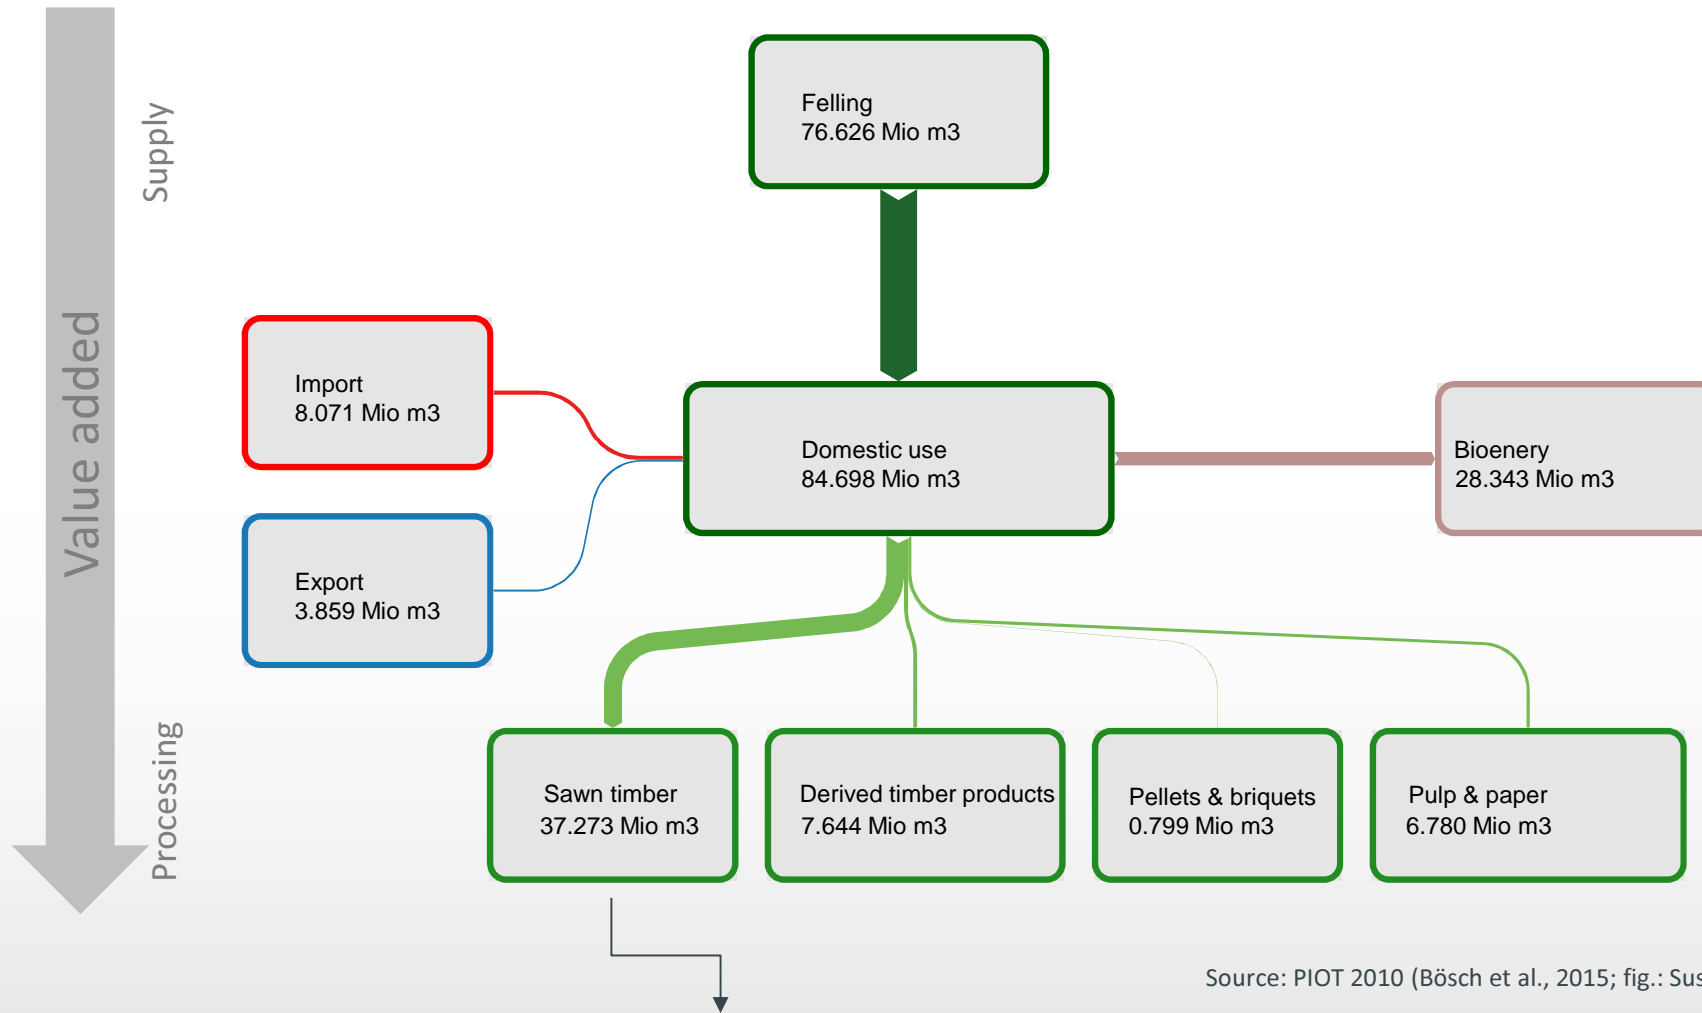 Supply
Value added
Processing
Felling
76.626 Mio m3
Import
8.071 Mio m3
Domestic use
84.698 Mio m3
Bioenery
28.343 Mio m3
Export
3.859 Mio m3
Sawn timber
37.273 Mio m3
Derived timber products
7.644 Mio m3
Pellets & briquets
0.799 Mio m3
Pulp & paper
6.780 Mio m3
Source: PIOT 2010 (Bösch et al., 2015; fig.: Sus